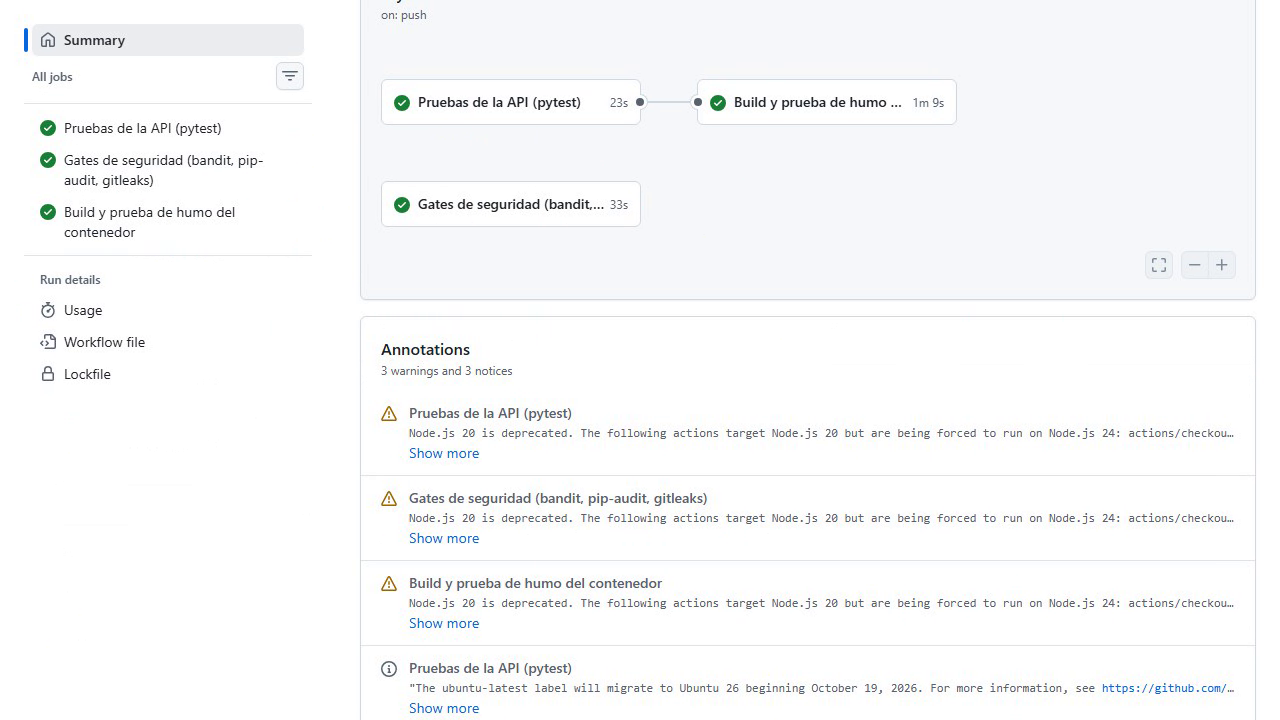 on: push
Summary
All jobs
Pruebas de la API (pytest)
Gates de seguridad (bandit, pip-
audit, gitleaks)
Build y prueba de humo del
contenedor
Run details
Usage
Workflow file
Lockfile
Pruebas de la API (pytest) 23s
Build y prueba de humo ... 1m 9s
Gates de seguridad (bandit,... 33s
Annotations
3 warnings and 3 notices
Pruebas de la API (pytest)
Node.js 20 is deprecated. The following actions target Node.js 20 but are being forced to run on Node.js 24: actions/checkou…
Show more
Gates de seguridad (bandit, pip-audit, gitleaks)
Node.js 20 is deprecated. The following actions target Node.js 20 but are being forced to run on Node.js 24: actions/checkou…
Show more
Build y prueba de humo del contenedor
Node.js 20 is deprecated. The following actions target Node.js 20 but are being forced to run on Node.js 24: actions/checkou…
Show more
Pruebas de la API (pytest)
"The ubuntu-latest label will migrate to Ubuntu 26 beginning October 19, 2026. For more information, see https://github.com/…
Show more